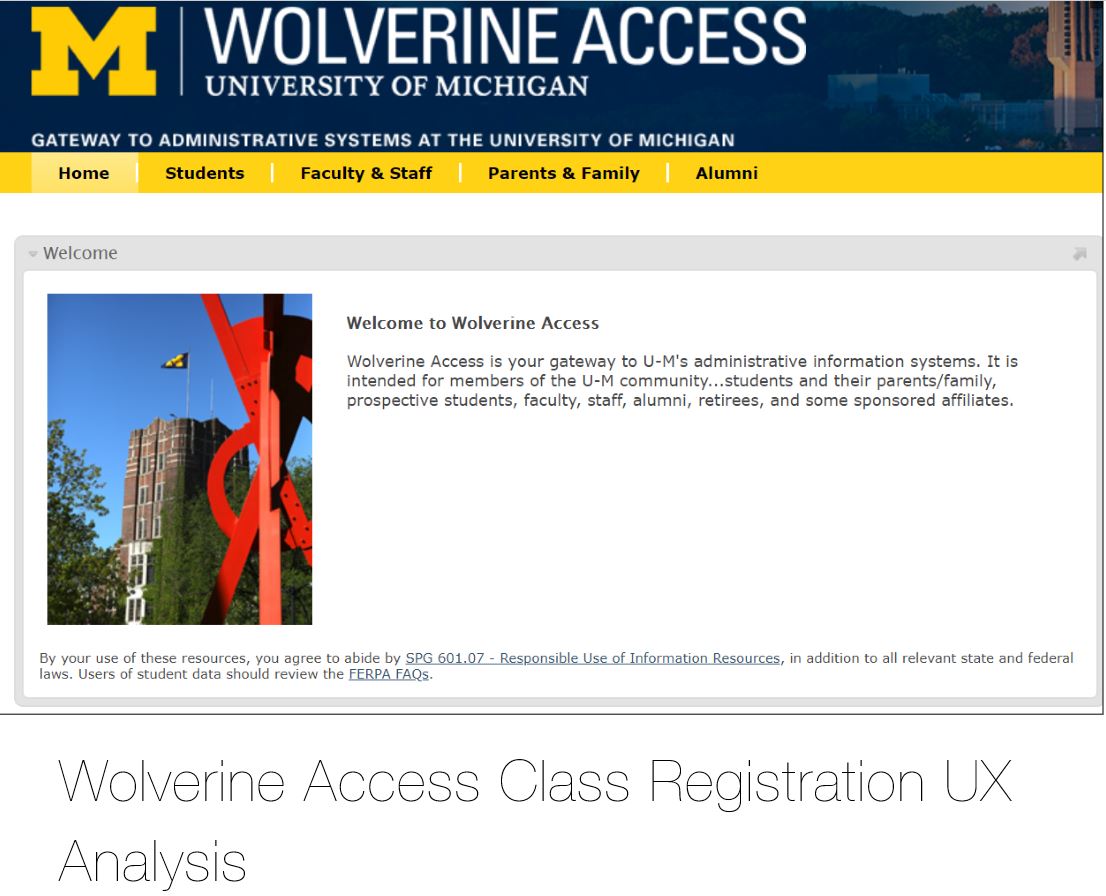 M
WOLVERINE ACCESS
UNIVERSITY OF MICHIGAN
GATEWAY TO ADMINISTRATIVE SYSTEMS AT THE UNIVERSITY OF MICHIGAN
Home Students Faculty & Staff Parents & Family Alumni
Welcome
Welcome to Wolverine Access
Wolverine Access is your gateway to U-M's administrative information systems. It is
intended for members of the U-M community...students and their parents/family,
prospective students, faculty, staff, alumni, retirees, and some sponsored affiliates.
By your use of these resources, you agree to abide by SPG 601.07 - Responsible Use of Information Resources, in addition to all relevant state and federal
laws. Users of student data should review the FERPA FAQs.
Wolverine Access Class Registration UX
Analysis